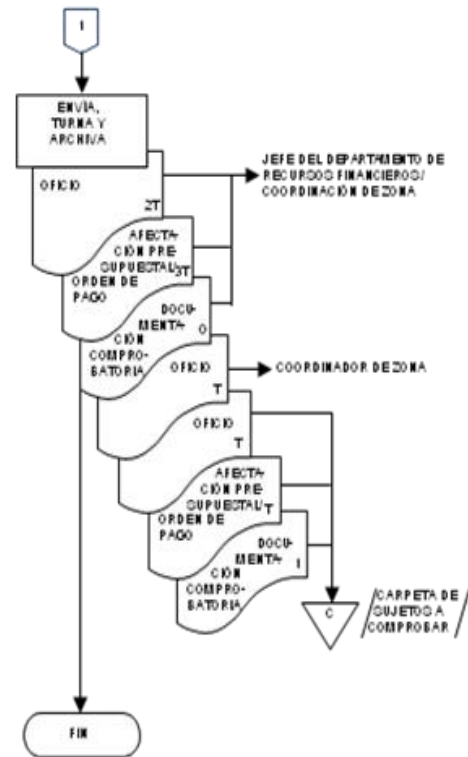 1
ENVÍA,
TURNA Y
ARCHIVA
OFICIO
2T
JEFE DEL DEPARTAMENTO DE
RECURSOS FINANCIEROS/
COORDINACIÓN DE ZONA
AFECTA-
CIÓN PRE-
SUPUESTAL/
3T
ORDEN DE
PAGO
DOCU-
MENTA-
O
CIÓN
COMPRO-
BATORIA
OFICIO
T
COORDINADOR DE ZONA
OFICIO
T
AFECTA-
CIÓN PRE-
SUPUESTAL/
T
ORDEN DE
PAGO
DOCU-
MENTA-
1
CIÓN
COMPRO-
BATORIA
C
/CARPETA DE
SUJETOS A
COMPROBAR/
FIN